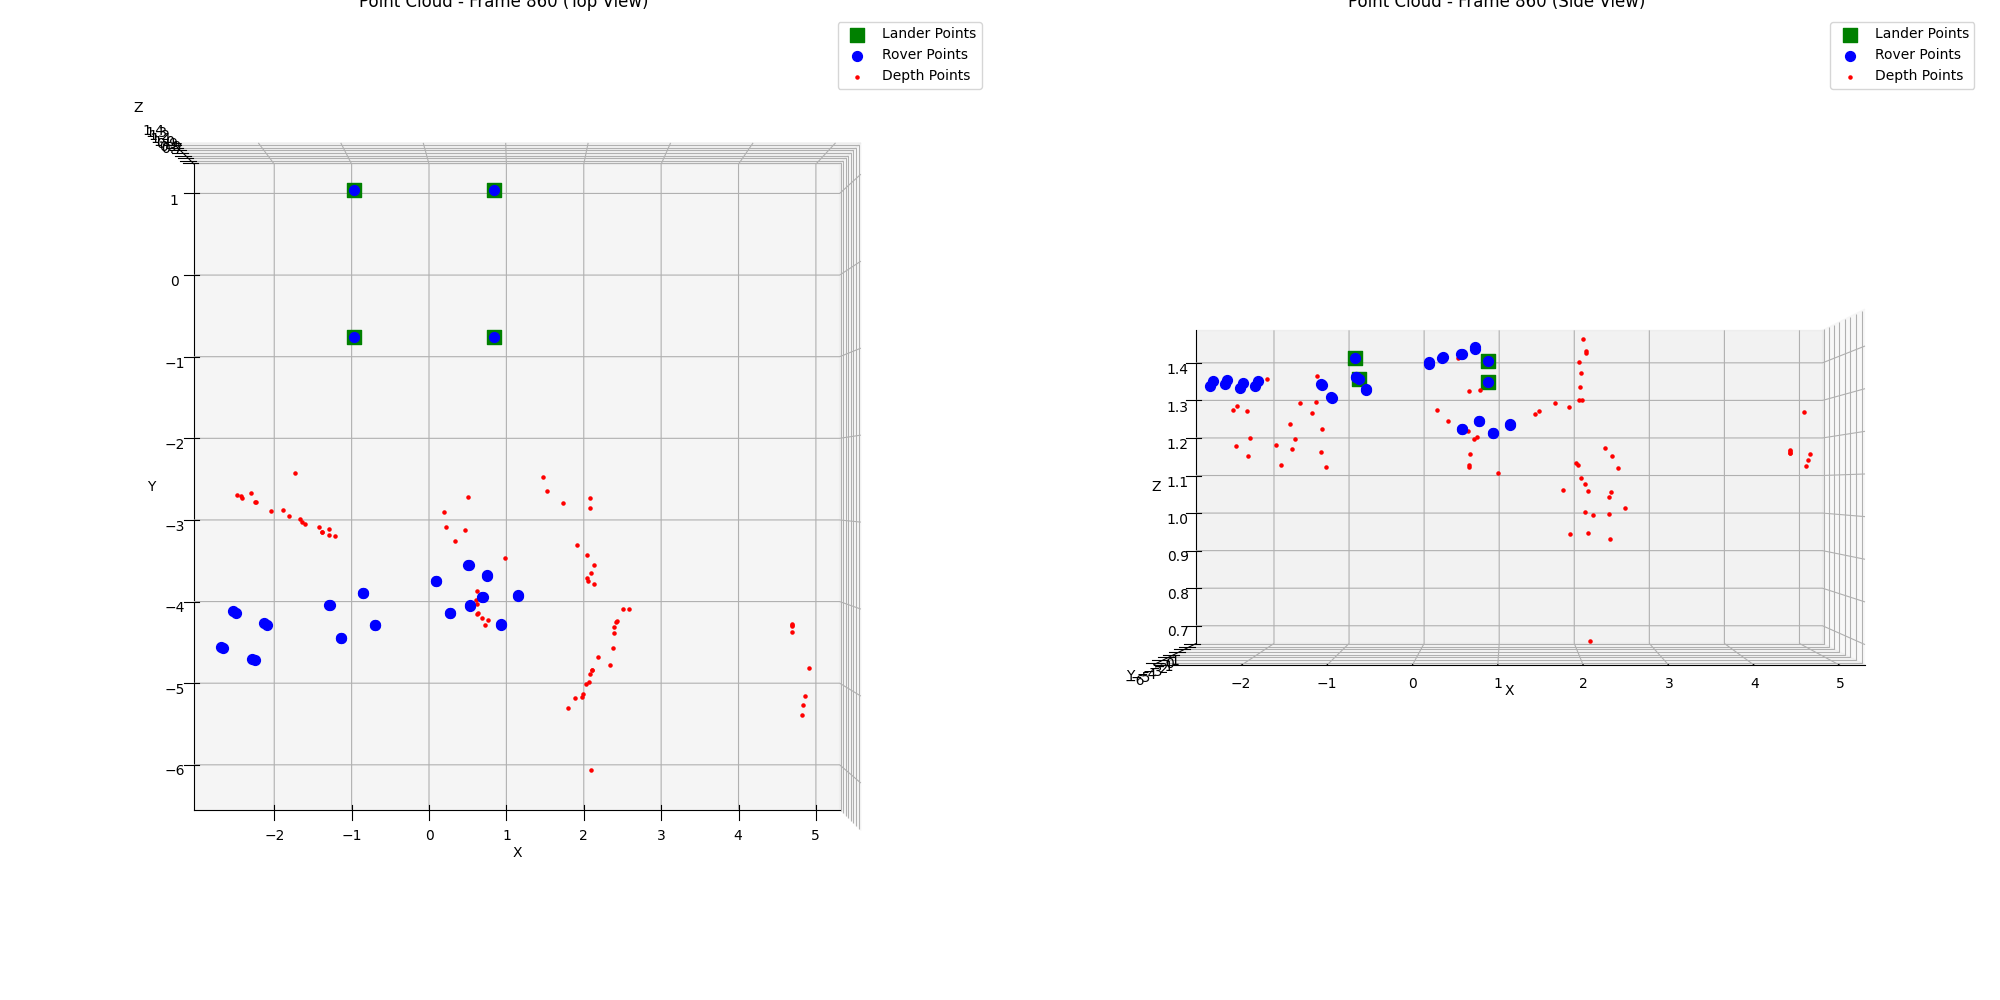 Point Cloud - Frame 860 (Top View)
Lander Points
Rover Points
Depth Points
Z
1
0
−1
−2
−3
−4
−5
−6
Y
−2
−1
0
1
2
3
4
5
X
Point Cloud - Frame 860 (Side View)
Lander Points
Rover Points
Depth Points
1.4
1.3
1.2
1.1
1.0
0.9
0.8
0.7
Z
Y
−2
−1
0
1
2
3
4
5
X